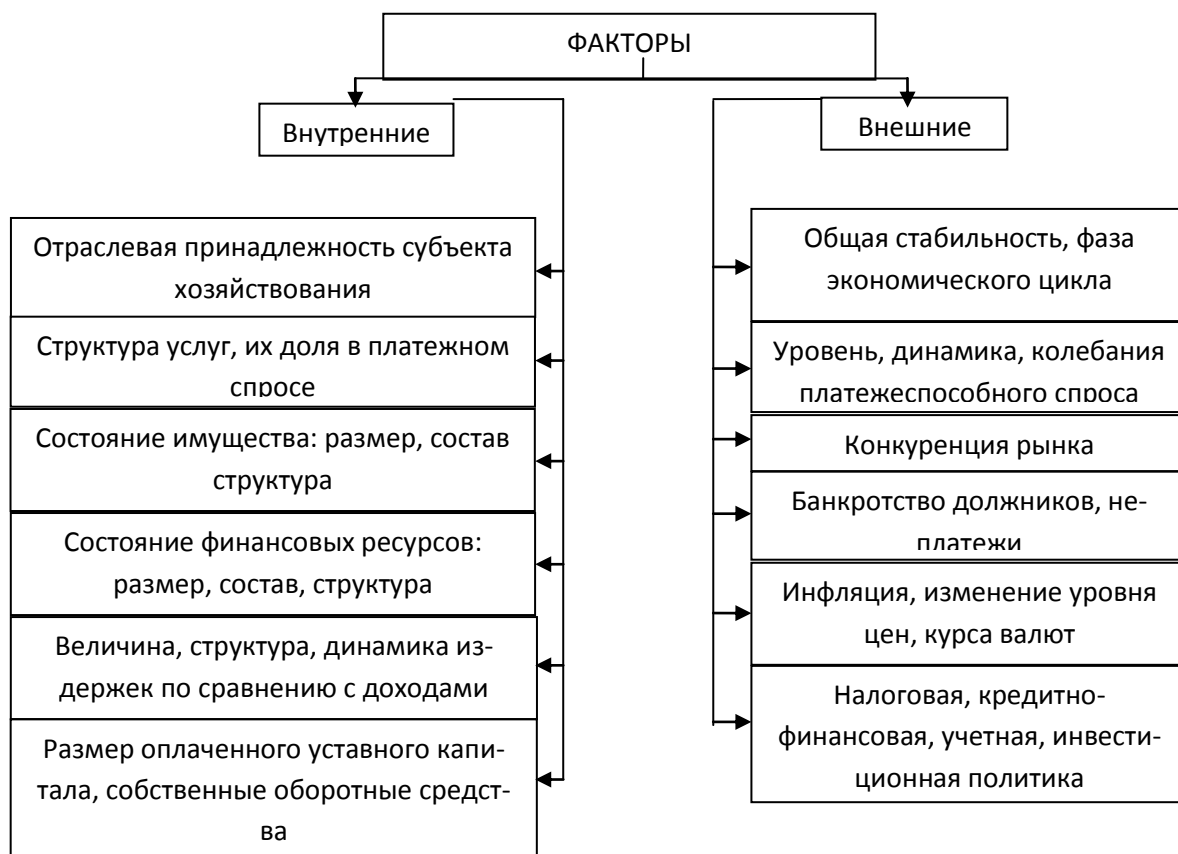 ФАКТОРЫ
Внутренние
Внешние
Отраслевая принадлежность субъекта
хозяйствования
Структура услуг, их доля в платежном
спросе
Состояние имущества: размер, состав
структура
Состояние финансовых ресурсов:
размер, состав, структура
Величина, структура, динамика из-
держек по сравнению с доходами
Размер оплаченного уставного капи-
тала, собственные оборотные средст-
ва
Общая стабильность, фаза
экономического цикла
Уровень, динамика, колебания
платежеспособного спроса
Конкуренция рынка
Банкротство должников, не-
платежи
Инфляция, изменение уровня
цен, курса валют
Налоговая, кредитно-
финансовая, учетная, инвести-
ционная политика